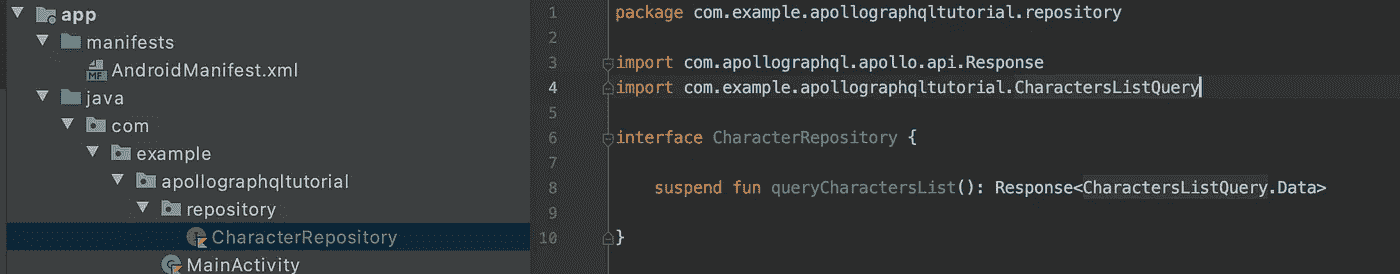 app
manifests
AndroidManifest.xml
java
com
example
apollographqltutorial
repository
CharacterRepository
MainActivity
1 package com.example.apollographqltutorial.repository
2
3 import com.apollographql.apollo.api.Response
4 import com.example.apollographqltutorial.CharactersListQuery
5
6 interface CharacterRepository {
7
8 suspend fun queryCharactersList(): Response<CharactersListQuery.Data>
9
10 }